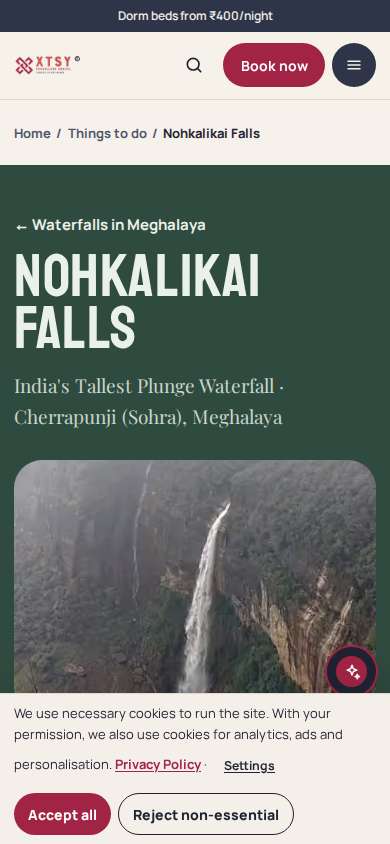 Dorm beds from ₹400/night
XTSY
Book now
Home / Things to do / Nohkalikai Falls
← Waterfalls in Meghalaya
NOHKALIKAI
FALLS
India's Tallest Plunge Waterfall ·
Cherrapunji (Sohra), Meghalaya
We use necessary cookies to run the site. With your
permission, we also use cookies for analytics, ads and
personalisation. Privacy Policy · Settings
Accept all Reject non-essential